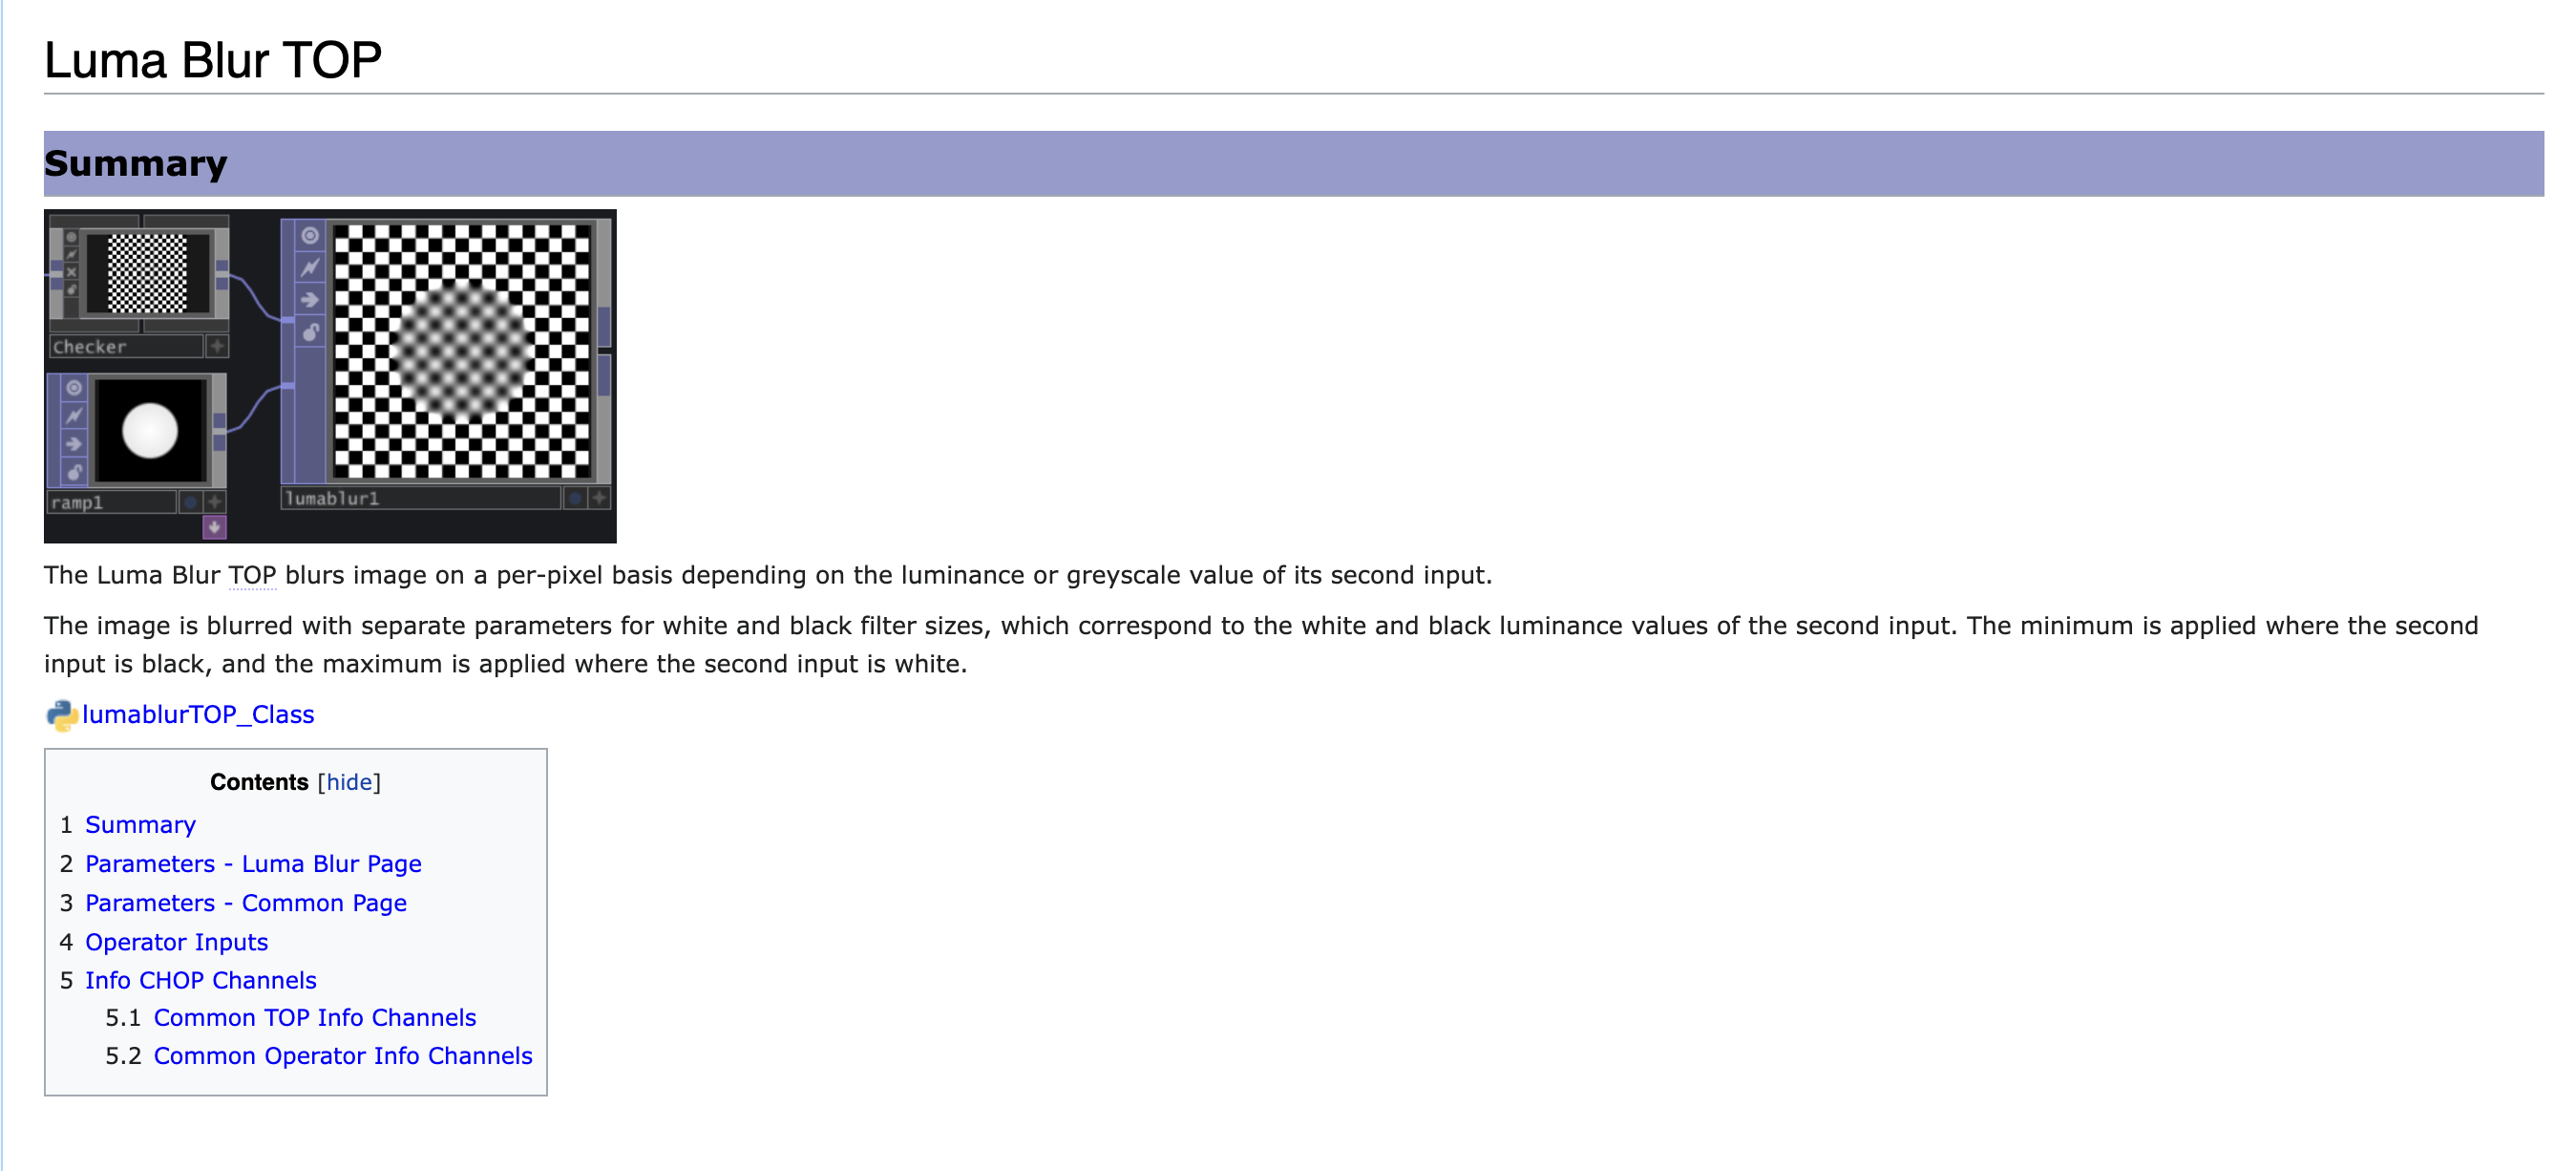 Luma Blur TOP
Summary
Checker
ramp1
lumablur1
The Luma Blur TOP blurs image on a per-pixel basis depending on the luminance or greyscale value of its second input.
The image is blurred with separate parameters for white and black filter sizes, which correspond to the white and black luminance values of the second input. The minimum is applied where the second
input is black, and the maximum is applied where the second input is white.
lumablurTOP_Class
Contents [hide]
1 Summary
2 Parameters - Luma Blur Page
3 Parameters - Common Page
4 Operator Inputs
5 Info CHOP Channels
5.1 Common TOP Info Channels
5.2 Common Operator Info Channels